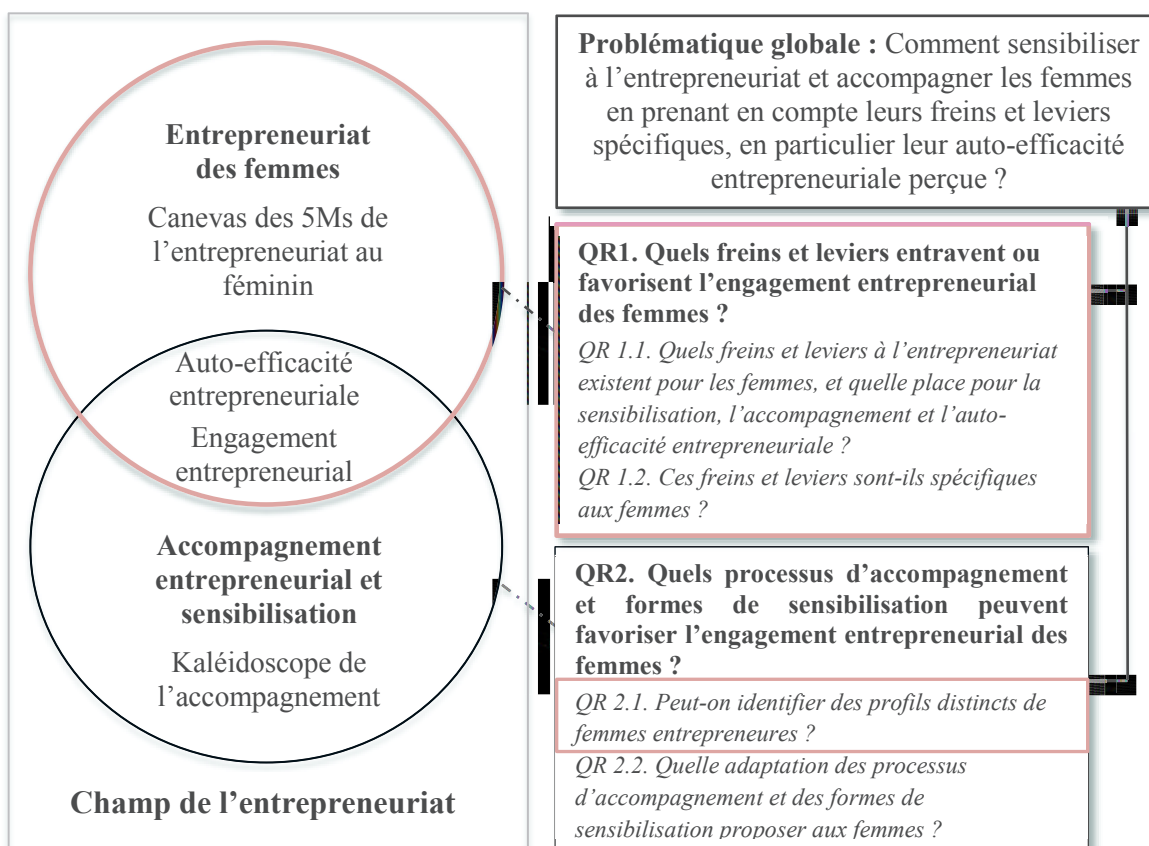 Entrepreneuriat
des femmes
Canevas des 5Ms de
l’entrepreneuriat au
féminin
Auto-efficacité
entrepreneuriale
Engagement
entrepreneurial
Accompagnement
entrepreneurial et
sensibilisation
Kaléidoscope de
l’accompagnement
Champ de l’entrepreneuriat
Problématique globale : Comment sensibiliser
à l’entrepreneuriat et accompagner les femmes
en prenant en compte leurs freins et leviers
spécifiques, en particulier leur auto-efficacité
entrepreneuriale perçue ?
QR1. Quels freins et leviers entravent ou
favorisent l’engagement entrepreneurial
des femmes ?
QR 1.1. Quels freins et leviers à l’entrepreneuriat
existent pour les femmes, et quelle place pour la
sensibilisation, l’accompagnement et l’auto-
efficacité entrepreneuriale ?
QR 1.2. Ces freins et leviers sont-ils spécifiques
aux femmes ?
QR2. Quels processus d’accompagnement
et formes de sensibilisation peuvent
favoriser l’engagement entrepreneurial des
femmes ?
QR 2.1. Peut-on identifier des profils distincts de
femmes entrepreneures ?
QR 2.2. Quelle adaptation des processus
d’accompagnement et des formes de
sensibilisation proposer aux femmes ?